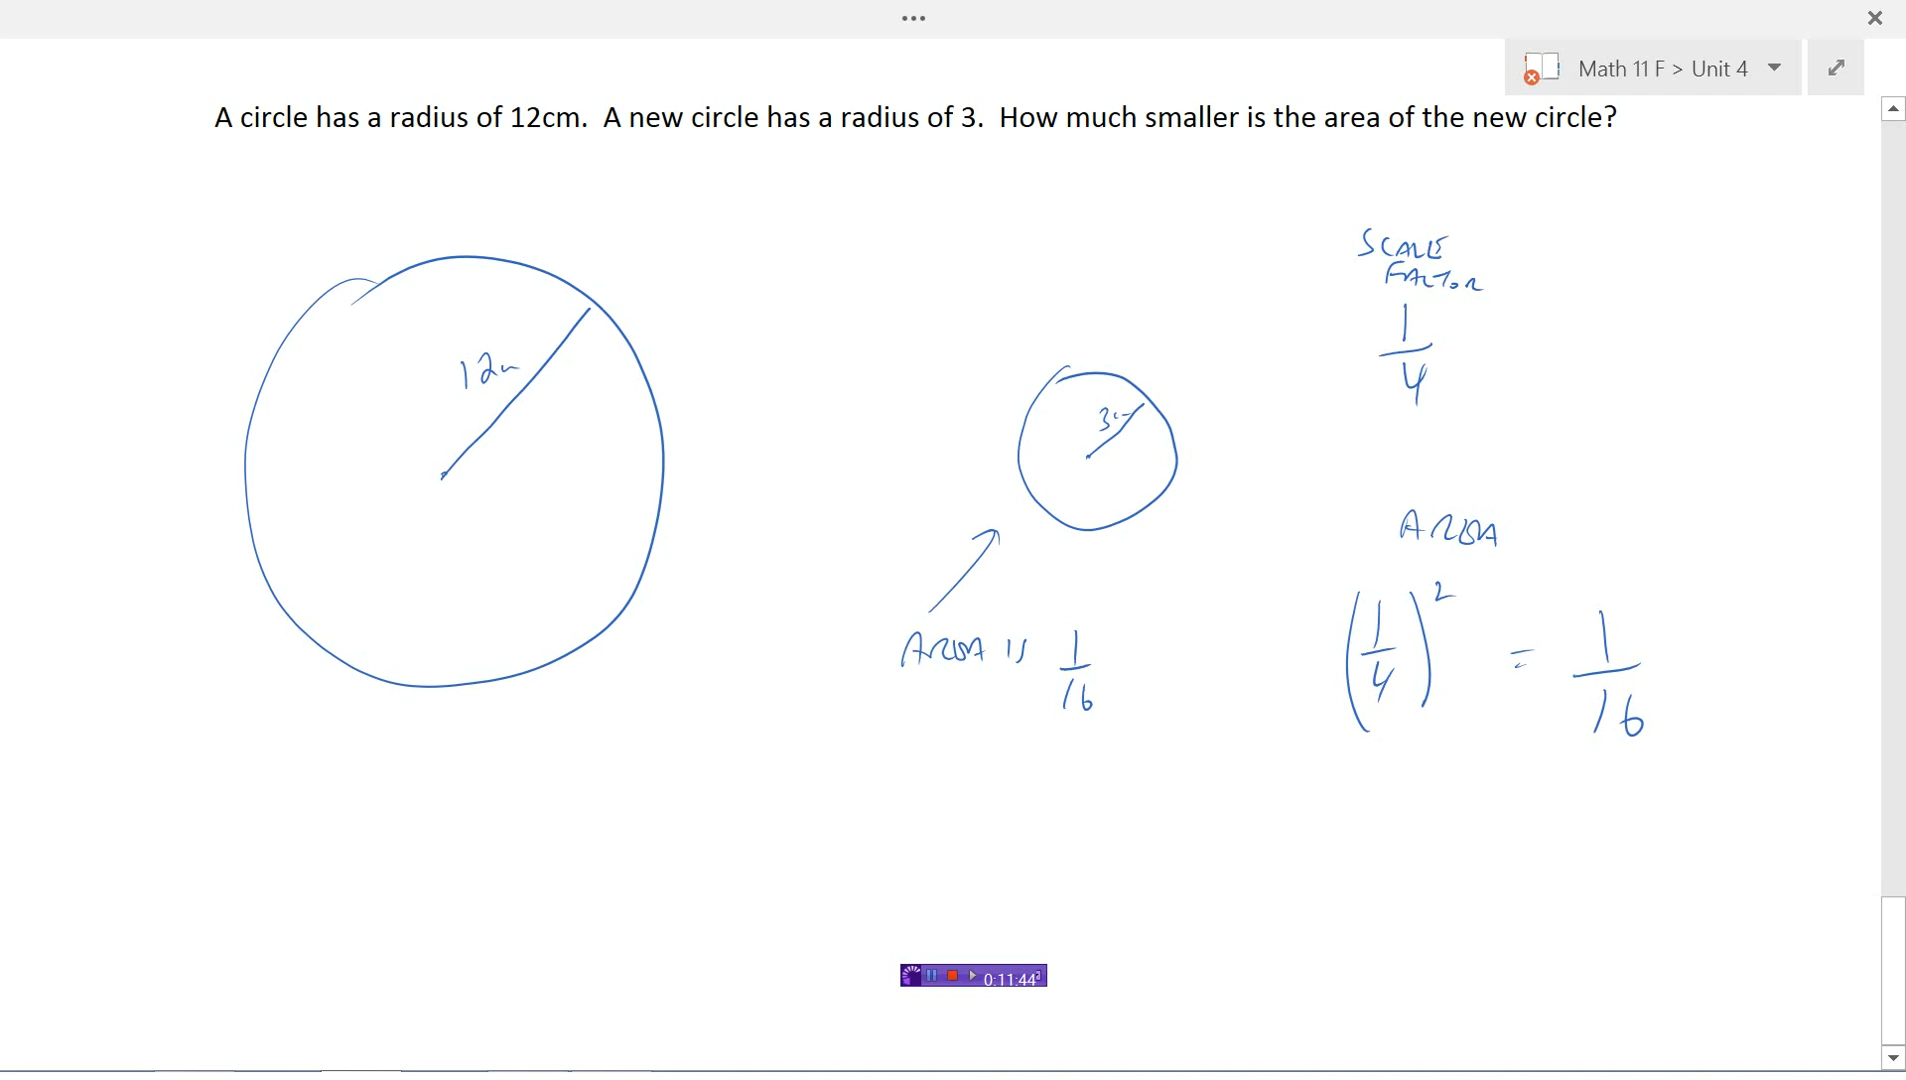 Math 11 F > Unit 4
A circle has a radius of 12cm.  A new circle has a radius of 3.  How much smaller is the area of the new circle?
SCALE
FACTOR
1/4
12cm
3cm
AREA
(1/4)² = 1/16
AREA IS 1/16
0:11:44